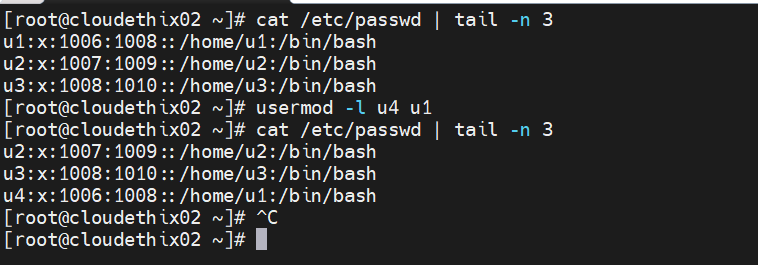 [root@cloudethix02 ~]# cat /etc/passwd | tail -n 3
u1:x:1006:1008::/home/u1:/bin/bash
u2:x:1007:1009::/home/u2:/bin/bash
u3:x:1008:1010::/home/u3:/bin/bash
[root@cloudethix02 ~]# usermod -l u4 u1
[root@cloudethix02 ~]# cat /etc/passwd | tail -n 3
u2:x:1007:1009::/home/u2:/bin/bash
u3:x:1008:1010::/home/u3:/bin/bash
u4:x:1006:1008::/home/u1:/bin/bash
[root@cloudethix02 ~]# ^C
[root@cloudethix02 ~]#